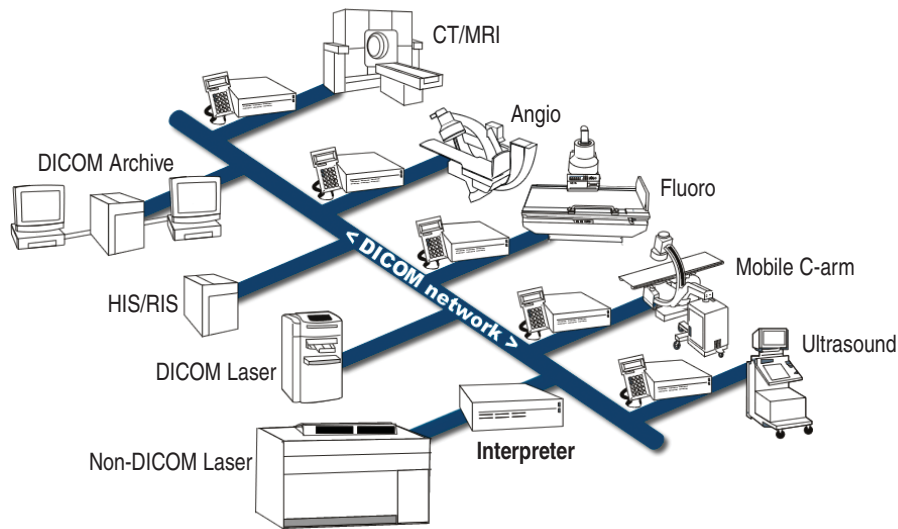 CT/MRI
Angio
DICOM Archive
Fluoro
< DICOM network >
Mobile C-arm
HIS/RIS
Ultrasound
DICOM Laser
Interpreter
Non-DICOM Laser